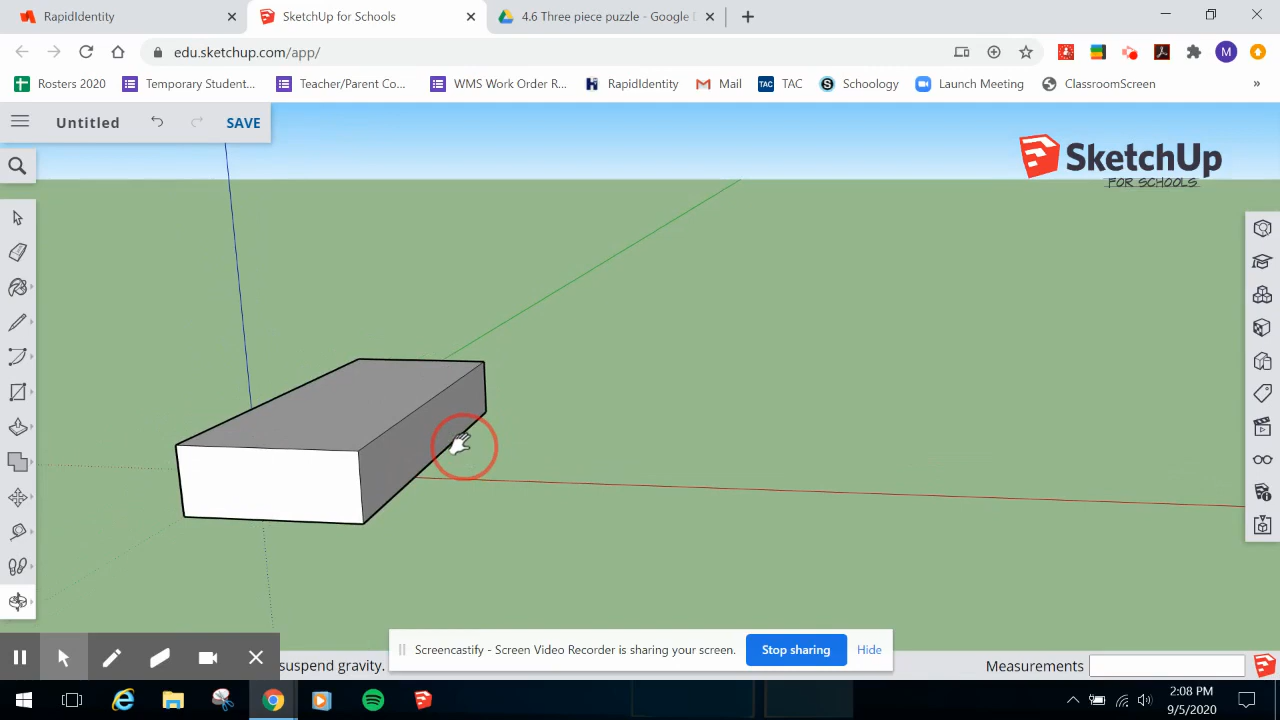 RapidIdentity
SketchUp for Schools
4.6 Three piece puzzle - Google
edu.sketchup.com/app/
M
Rosters 2020
Temporary Student...
Teacher/Parent Co...
WMS Work Order R...
RapidIdentity
Mail
TAC TAC
Schoology
Launch Meeting
ClassroomScreen
»
Untitled
SAVE
SketchUp
FOR SCHOOLS
Screencastify - Screen Video Recorder is sharing your screen.
Stop sharing
Hide
suspend gravity.
Measurements
2:08 PM
9/5/2020